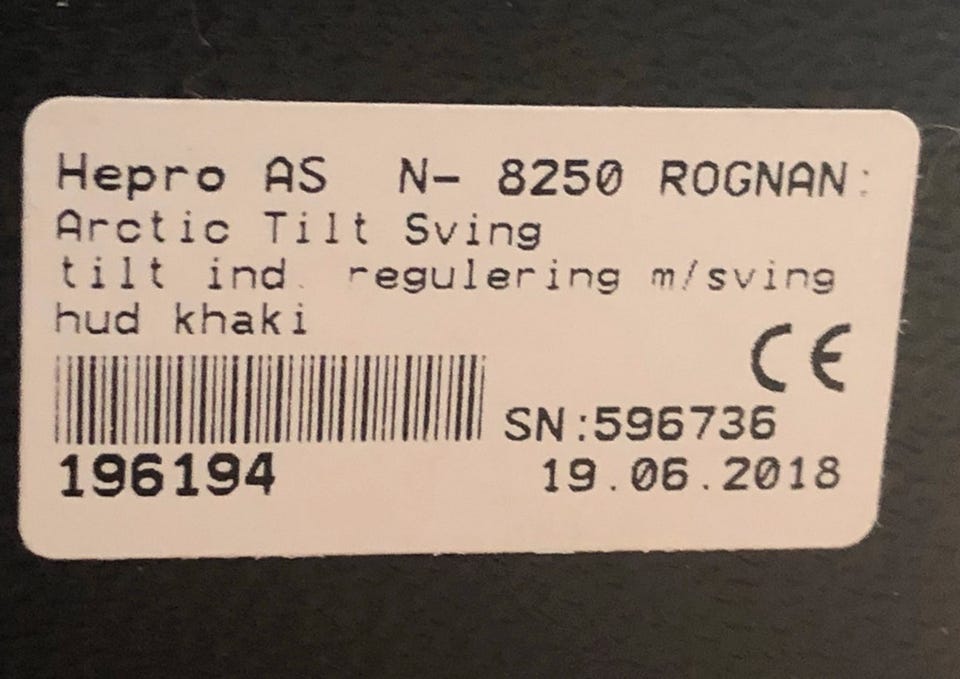 Hepro AS N- 8250 ROGNAN:
Arctic Tilt Sving
tilt ind. regulering m/sving
hud khaki
CE
SN:596736
196194
19.06.2018